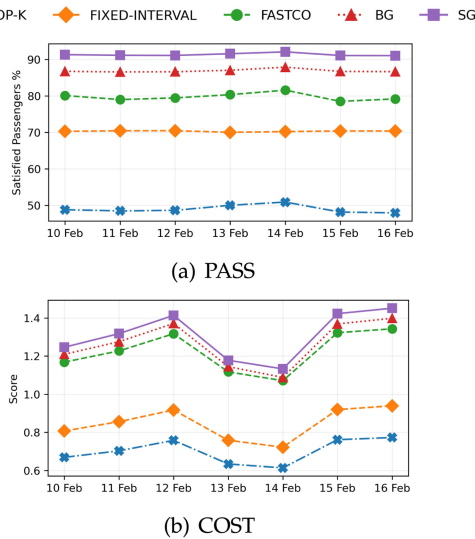 OP-K FIXED-INTERVAL FASTCO BG SG
Satisfied Passengers %
90
80
70
60
50
10 Feb 11 Feb 12 Feb 13 Feb 14 Feb 15 Feb 16 Feb
(a) PASS
Score
1.4
1.2
1.0
0.8
0.6
10 Feb 11 Feb 12 Feb 13 Feb 14 Feb 15 Feb 16 Feb
(b) COST